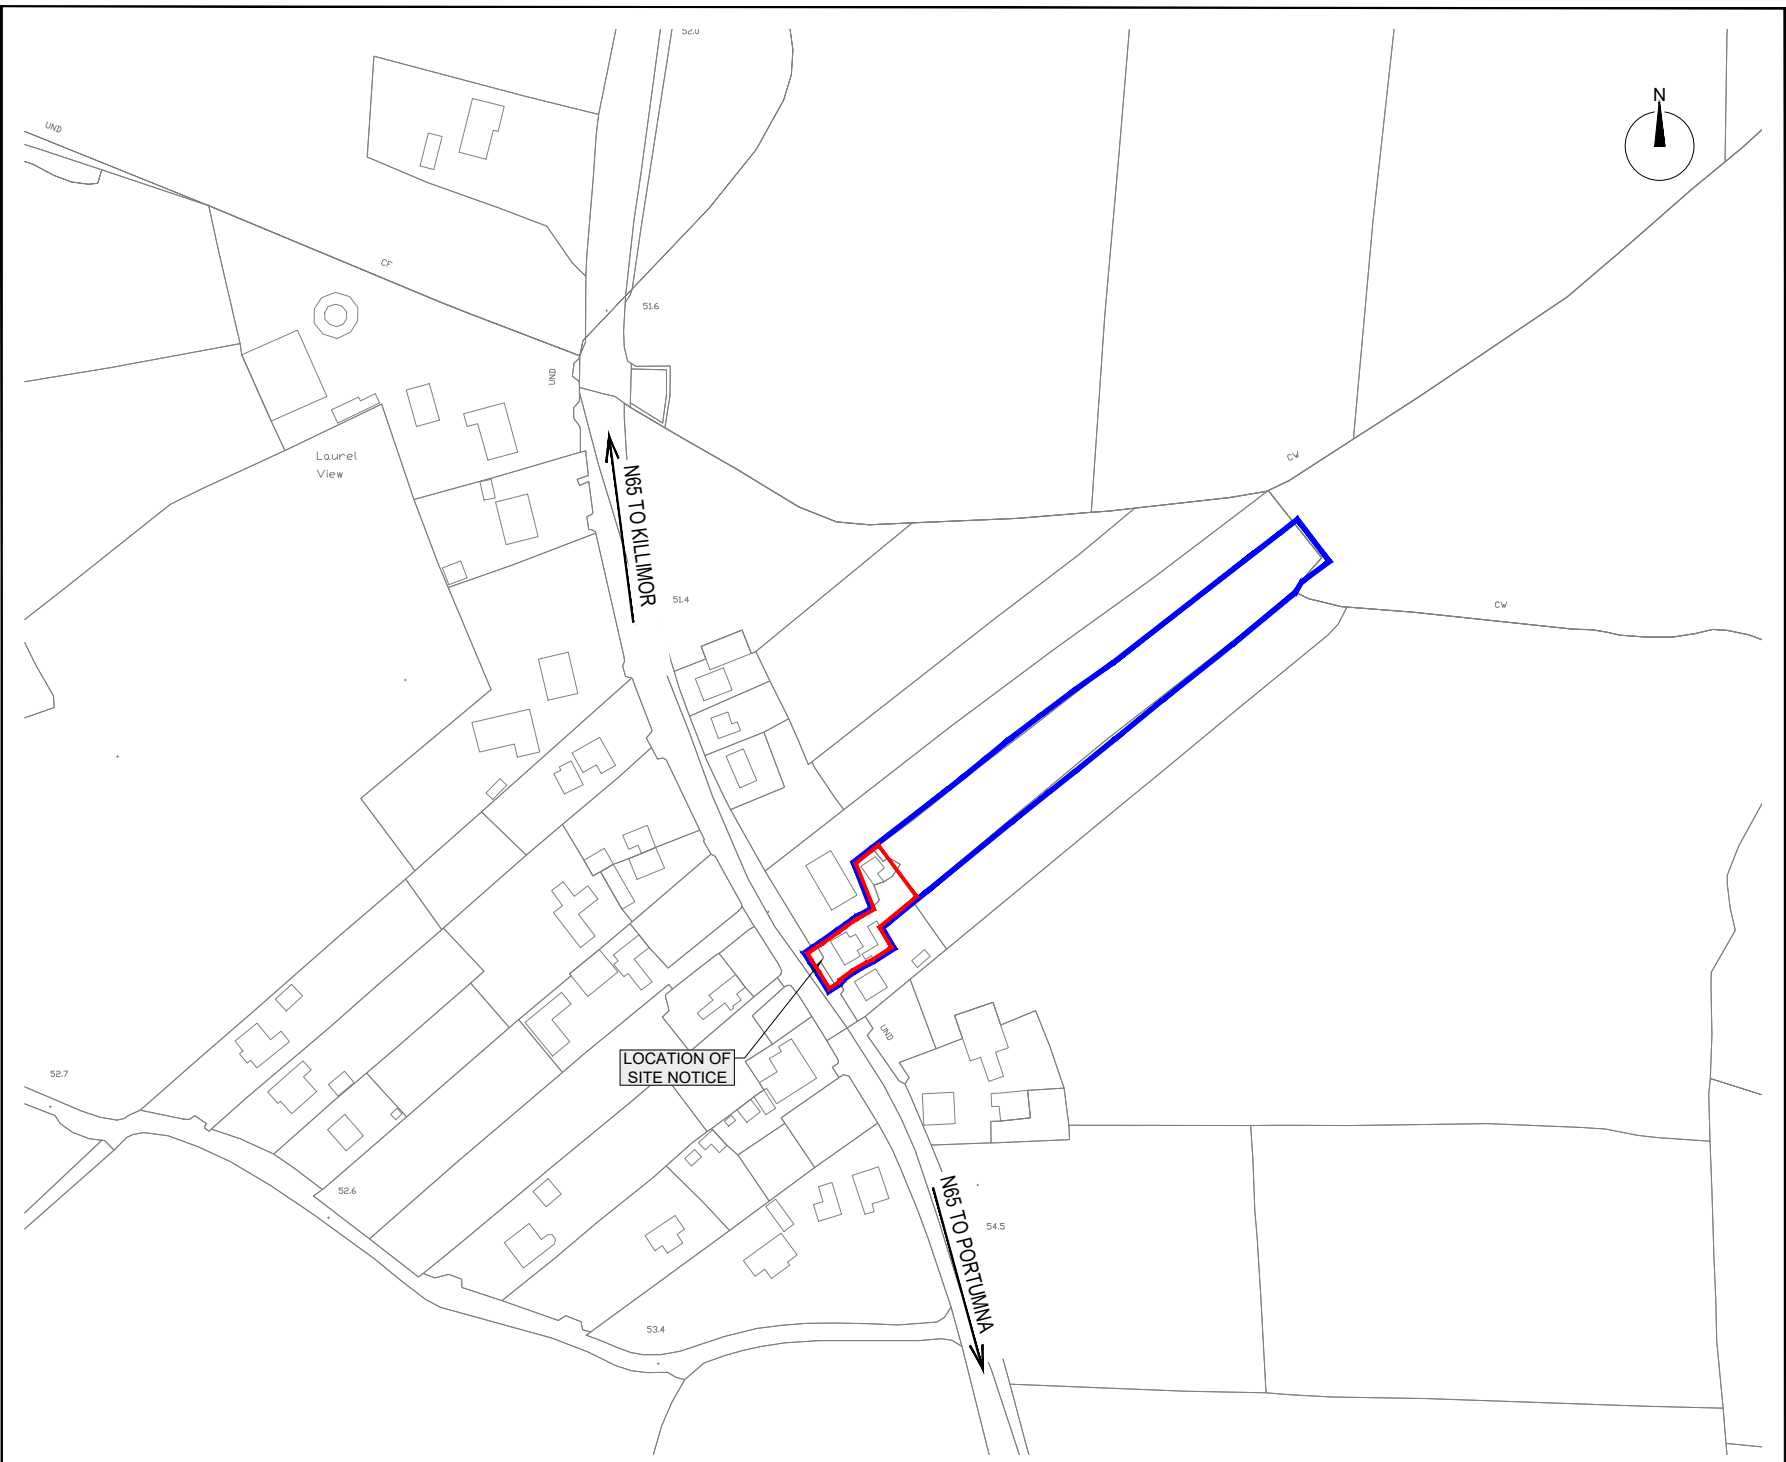 52.0
UND
N
CF
51.6
UND
Laurel
View
CW
N65 TO KILLIMOR
51.4
CW
UND
LOCATION OF
SITE NOTICE
52.7
52.6
N65 TO PORTUMNA
54.5
53.4